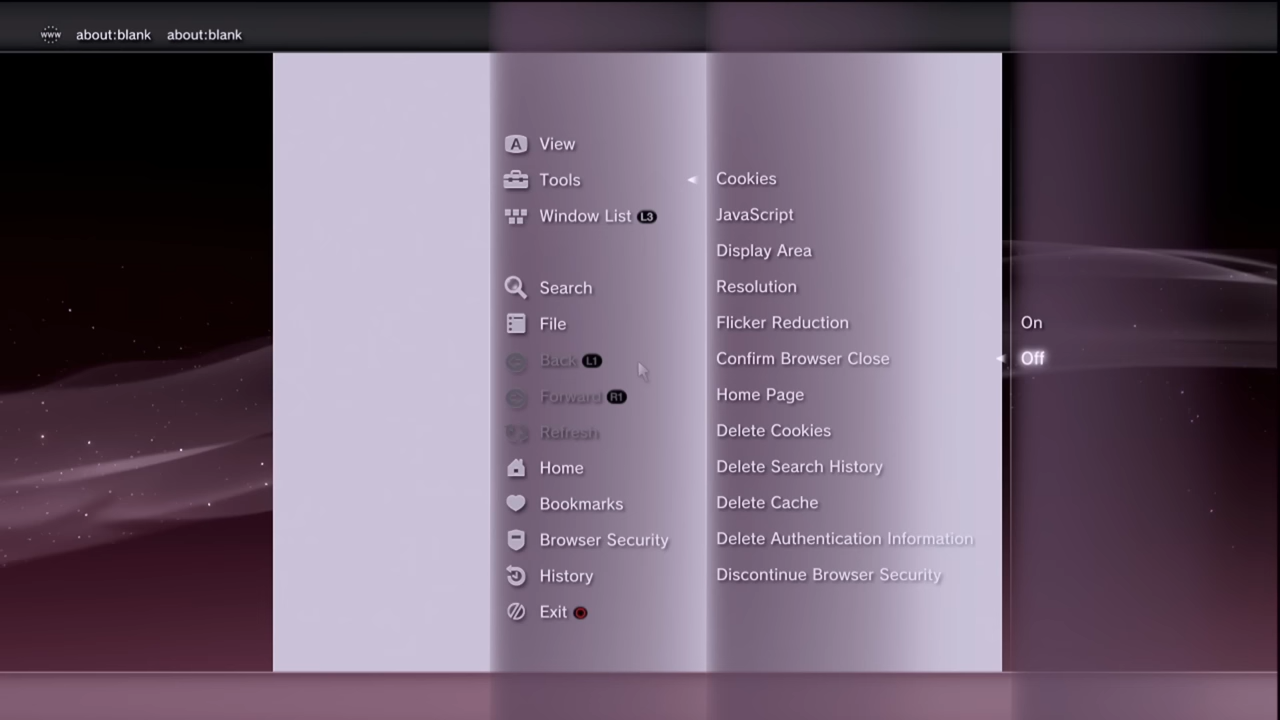 www about:blank about:blank
A View
Tools
Window List L3
Search
File
Back L1
Forward R1
Refresh
Home
Bookmarks
Browser Security
History
Exit
Cookies
JavaScript
Display Area
Resolution
Flicker Reduction
Confirm Browser Close
Home Page
Delete Cookies
Delete Search History
Delete Cache
Delete Authentication Information
Discontinue Browser Security
On
Off